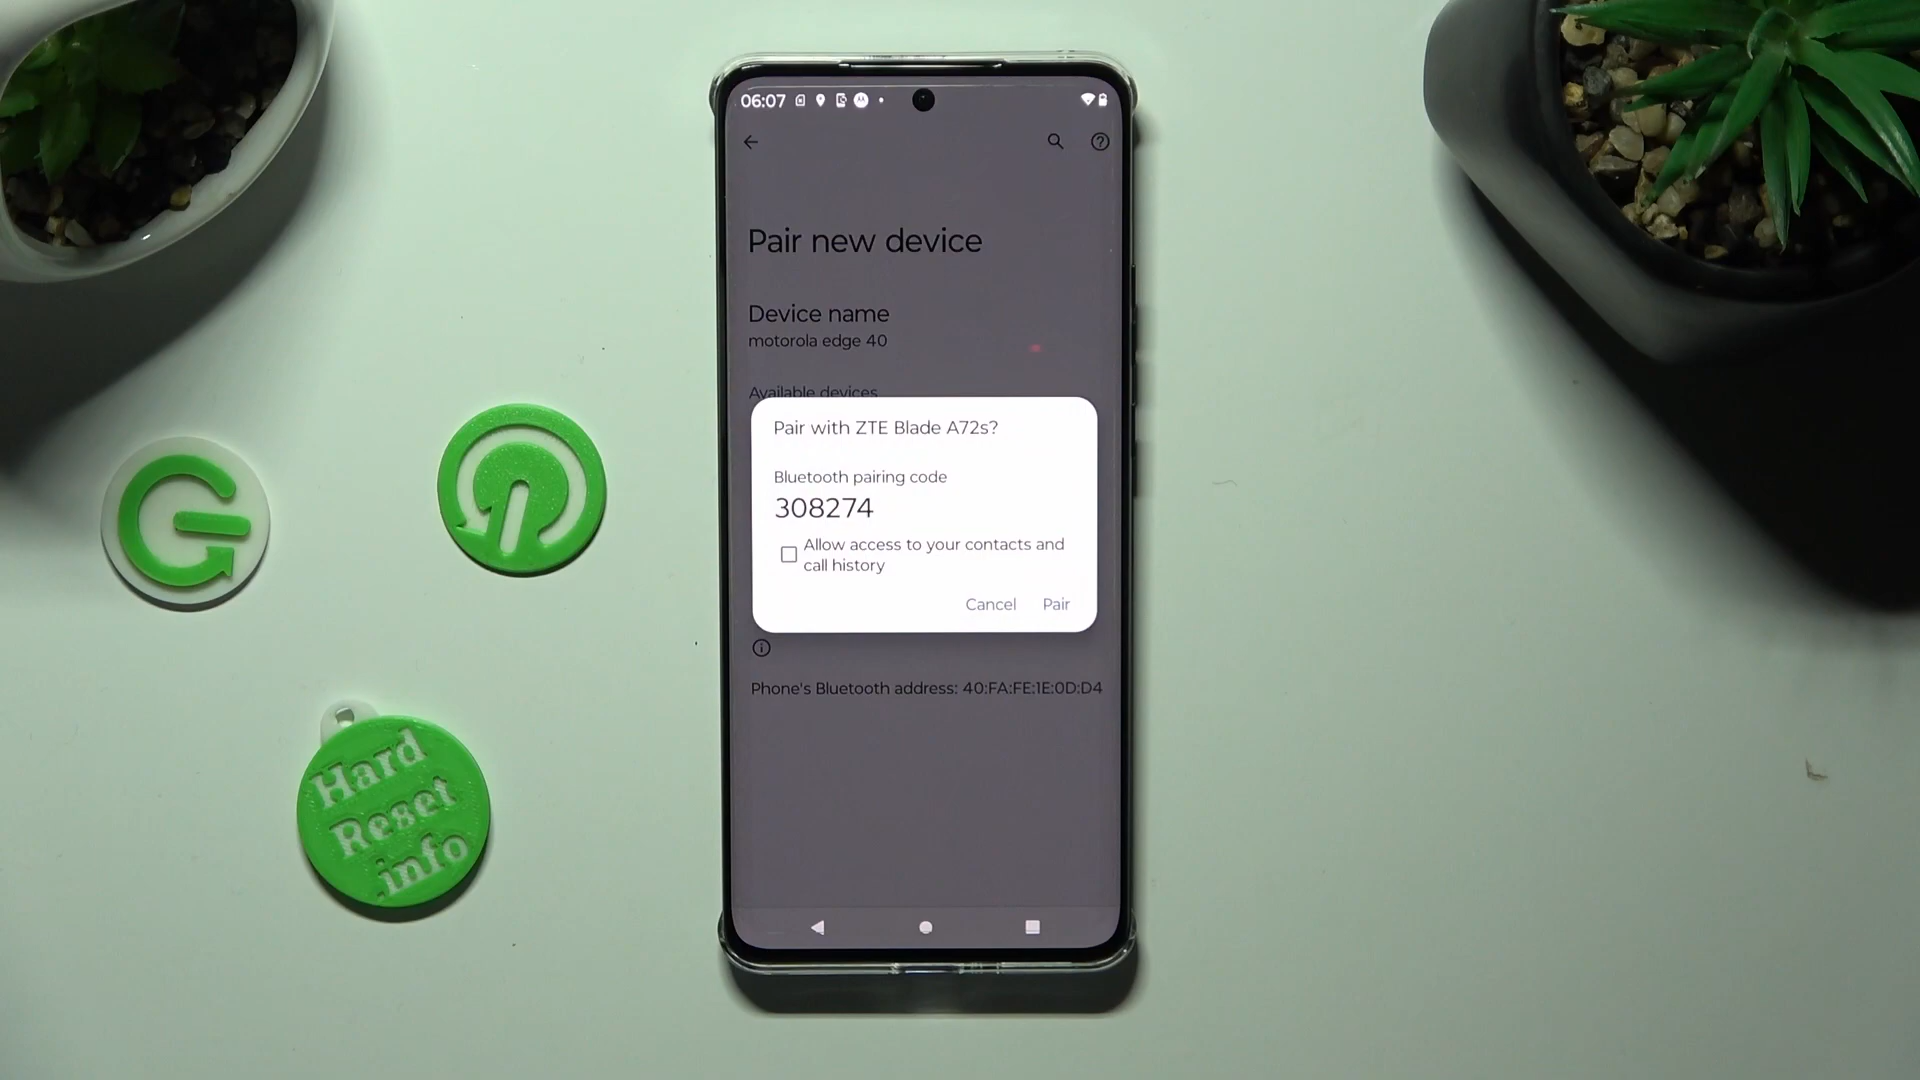 06:07
Pair new device
Device name
motorola edge 40
Available devices
Pair with ZTE Blade A72s?
Bluetooth pairing code
308274
Allow access to your contacts and
call history
Cancel Pair
Phone's Bluetooth address: 40:FA:FE:1E:0D:D4
Hard
Reset
.info